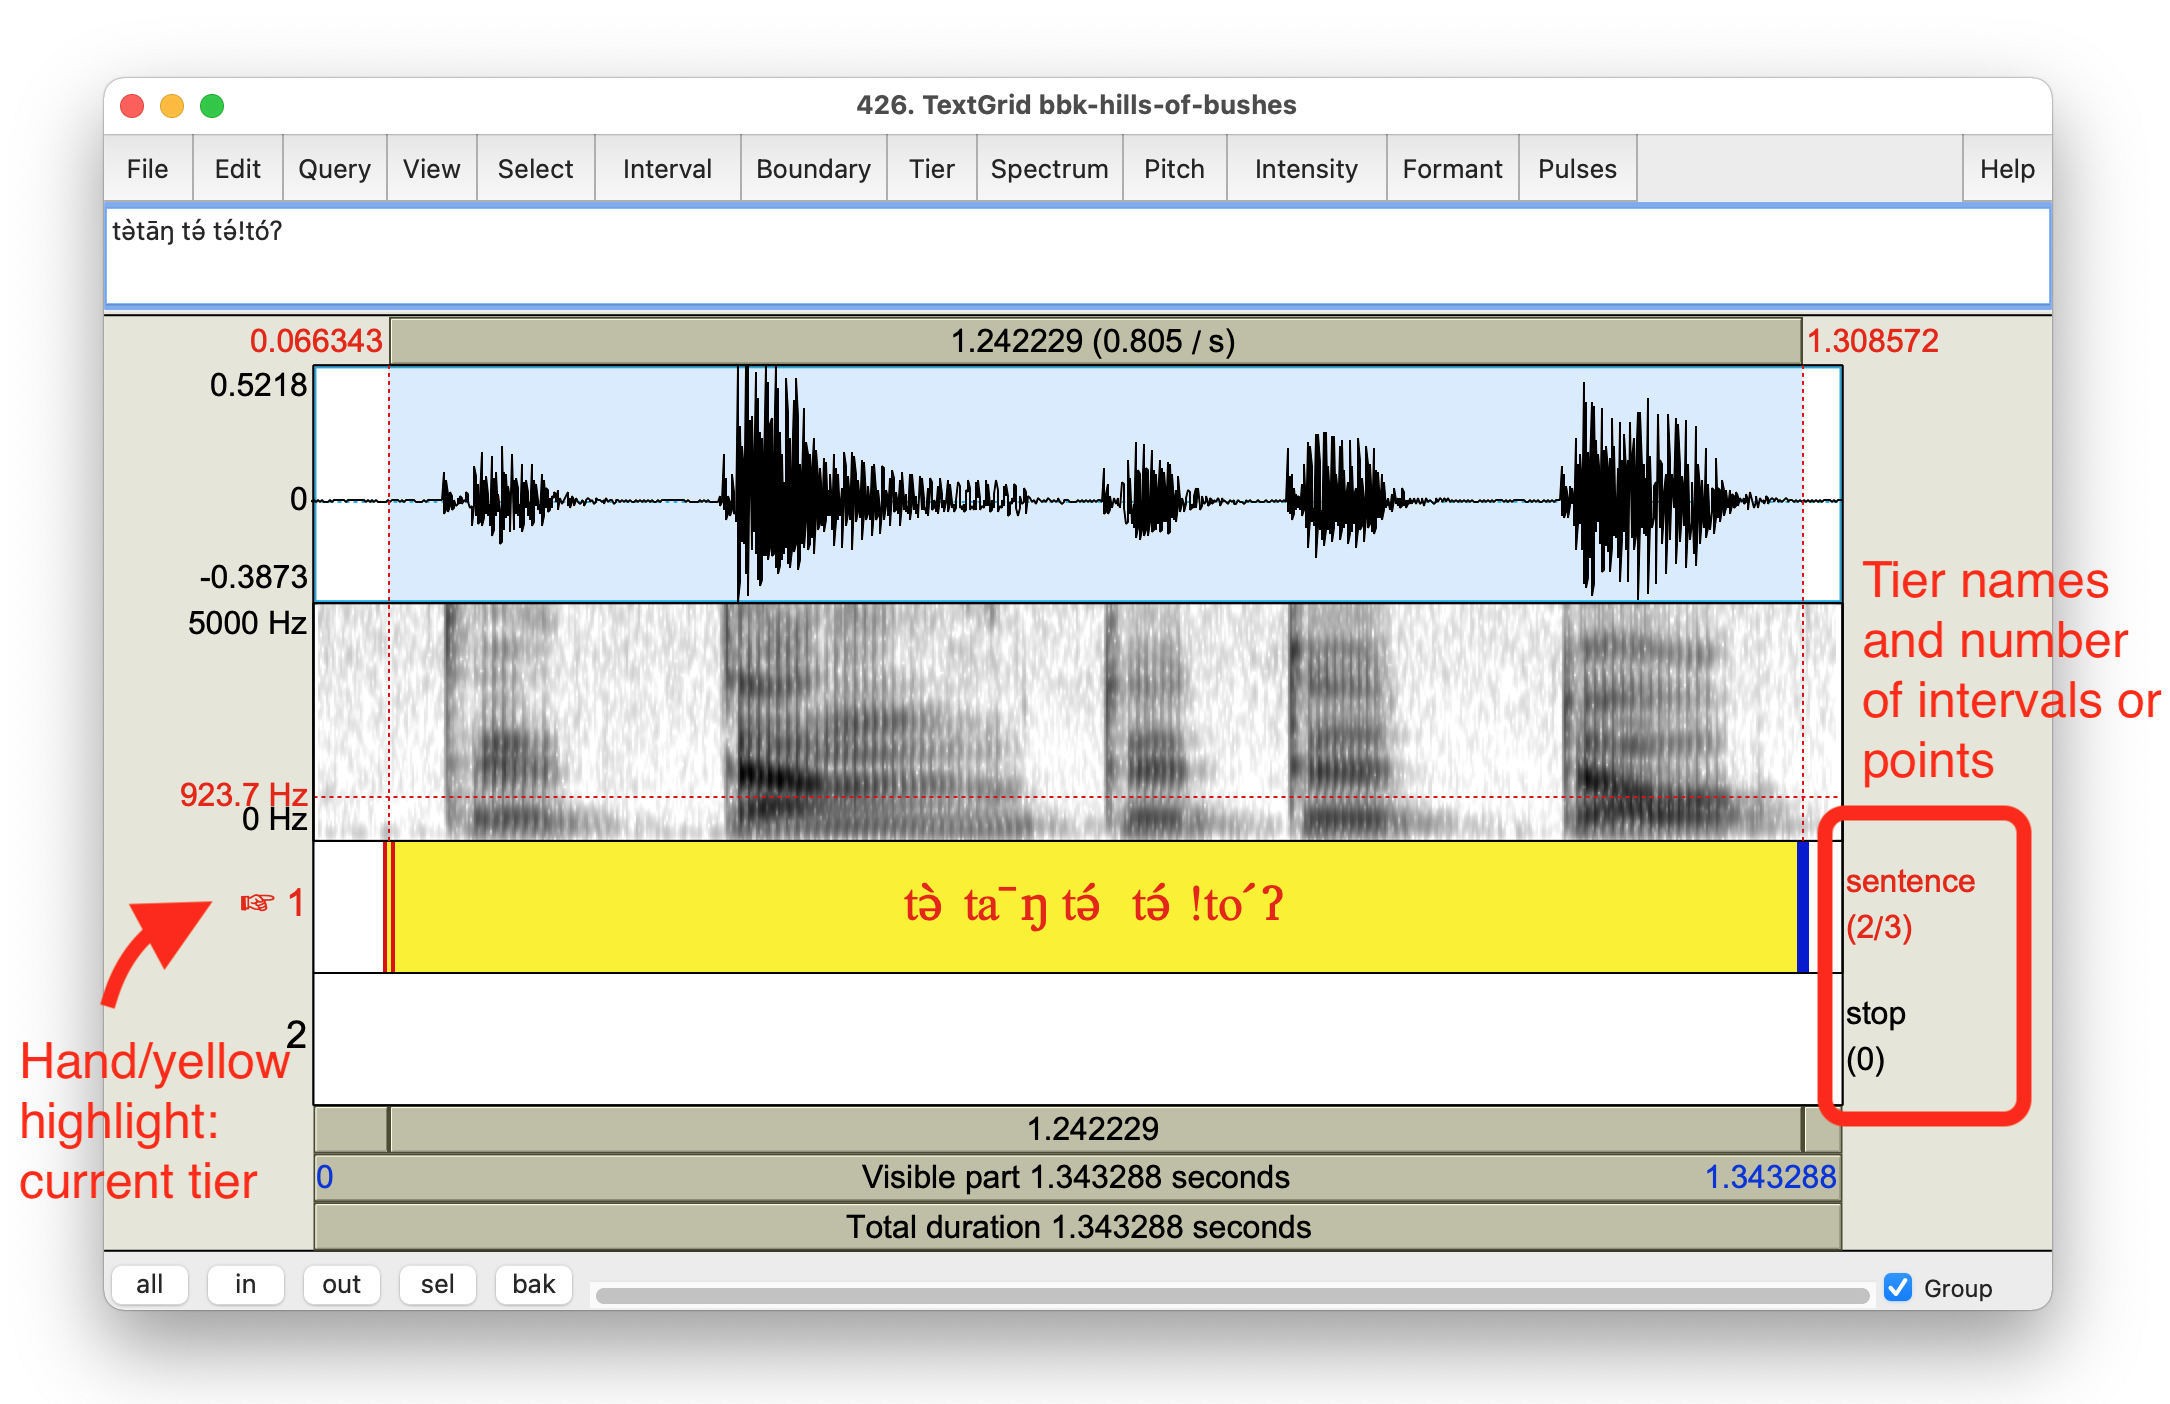 426. TextGrid bbk-hills-of-bushes
File Edit Query View Select Interval Boundary Tier Spectrum Pitch Intensity Formant Pulses Help
tə̀tāŋ tə́ tə́!tóʔ
0.066343 1.242229 (0.805 / s) 1.308572
0.5218
0
-0.3873
5000 Hz
923.7 Hz
0 Hz
Tier names
and number
of intervals or
points
☞ 1 tə̀ ta¯ŋ tə́ tə́ !to´ʔ sentence
(2/3)
2 stop
(0)
Hand/yellow
highlight:
current tier
1.242229
0 Visible part 1.343288 seconds 1.343288
Total duration 1.343288 seconds
all in out sel bak Group